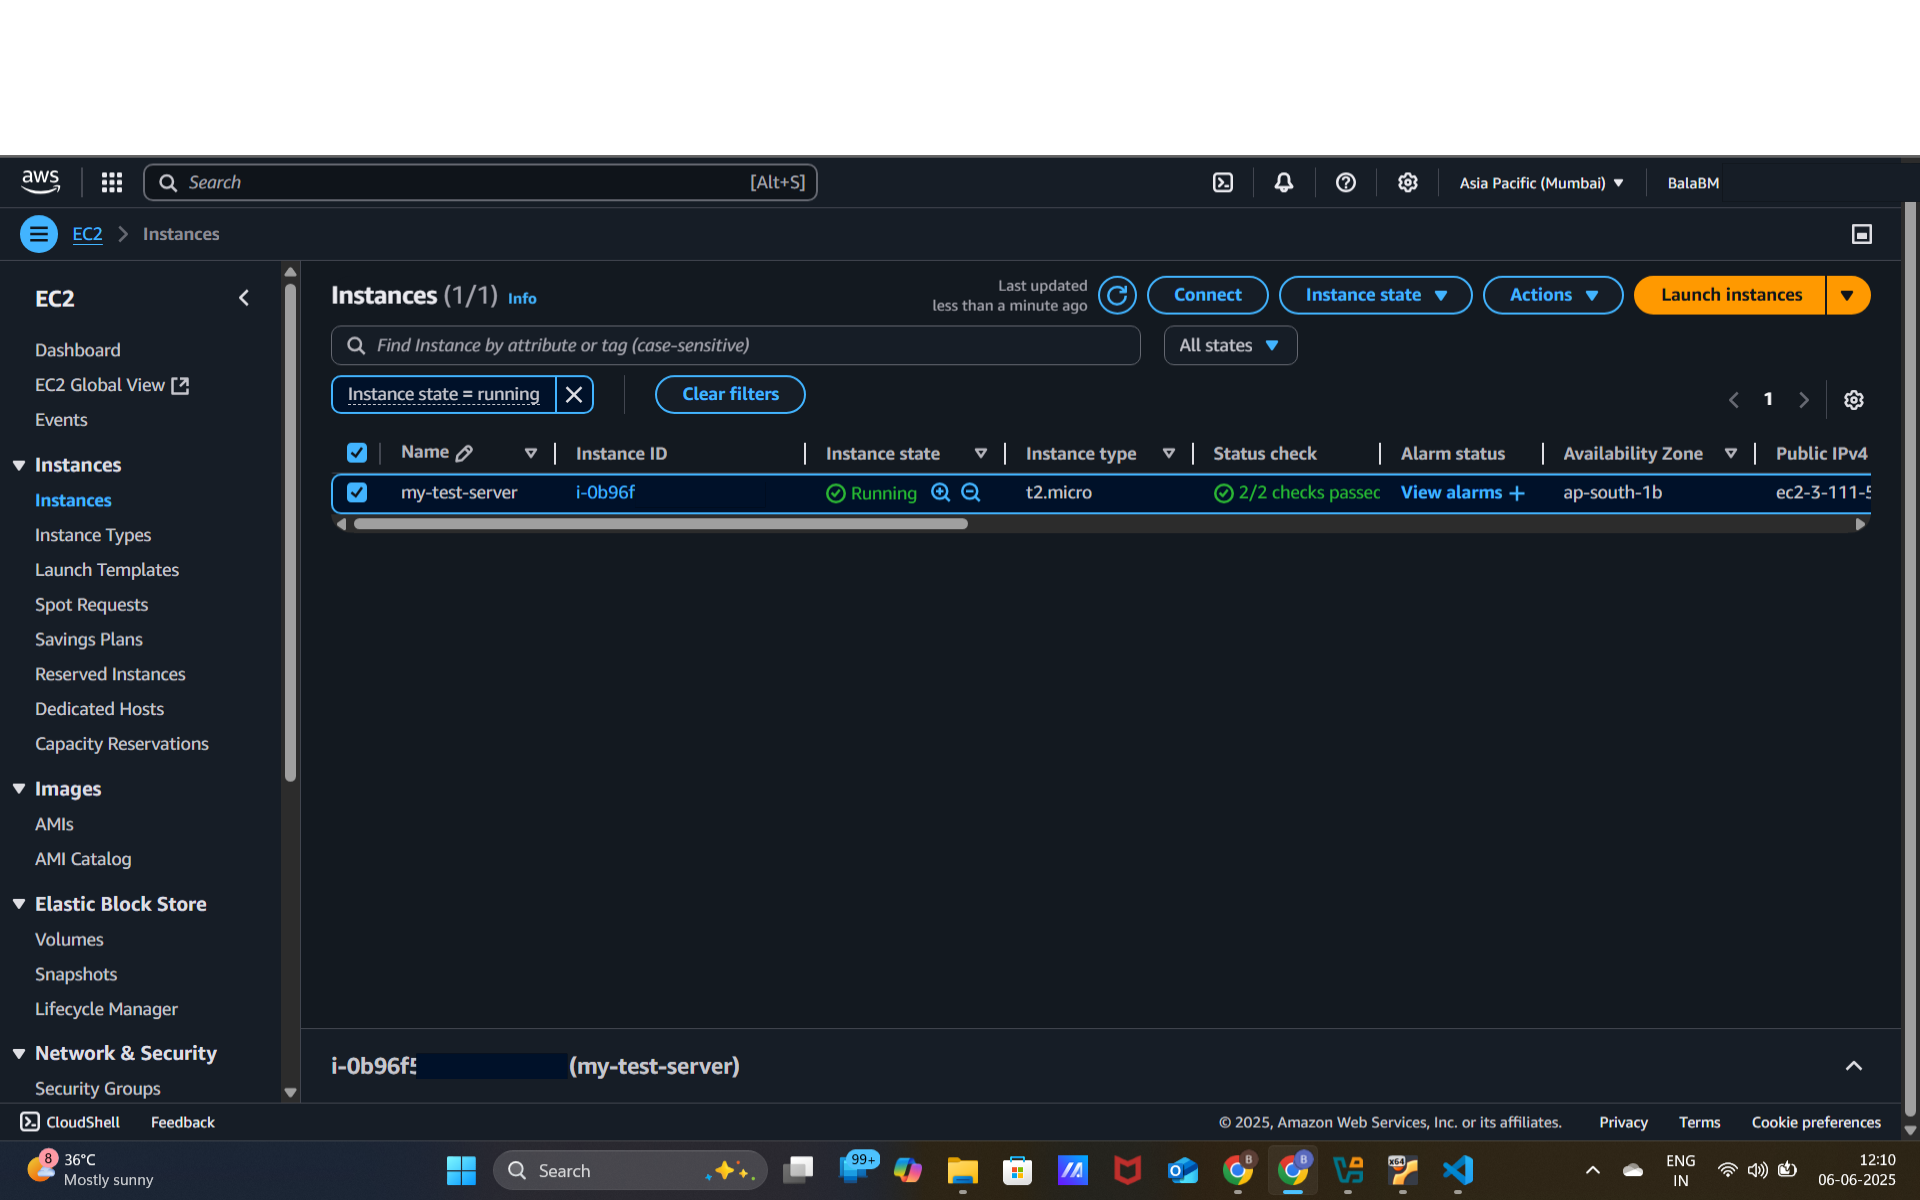 aws
Search [Alt+S]
Asia Pacific (Mumbai)
BalaBM
EC2 Instances
EC2
Dashboard
EC2 Global View
Events
Instances
Instances
Instance Types
Launch Templates
Spot Requests
Savings Plans
Reserved Instances
Dedicated Hosts
Capacity Reservations
Images
AMIs
AMI Catalog
Elastic Block Store
Volumes
Snapshots
Lifecycle Manager
Network & Security
Security Groups
Instances (1/1) Info
Last updated
less than a minute ago
Connect
Instance state
Actions
Launch instances
Find Instance by attribute or tag (case-sensitive)
All states
Instance state = running
Clear filters
1
Name Instance ID Instance state Instance type Status check Alarm status Availability Zone Public IPv4
my-test-server i-0b96f Running t2.micro 2/2 checks passec View alarms + ap-south-1b ec2-3-111-5
i-0b96f5 (my-test-server)
CloudShell Feedback © 2025, Amazon Web Services, Inc. or its affiliates. Privacy Terms Cookie preferences
8
36°C
Mostly sunny
Search
99+
B
B
X64
ENG
IN
12:10
06-06-2025